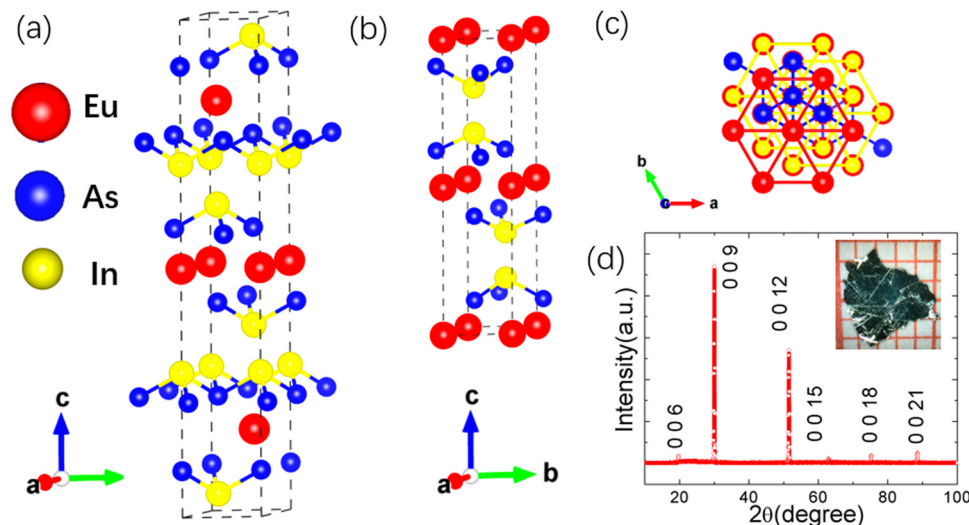 (a)
Eu
As
In
c
a
(b)
c
a
b
(c)
b
c
a
(d)
Intensity(a.u.)
0 0 6
0 0 9
0 0 12
0 0 15
0 0 18
0 0 21
20
40
60
80
100
2θ(degree)